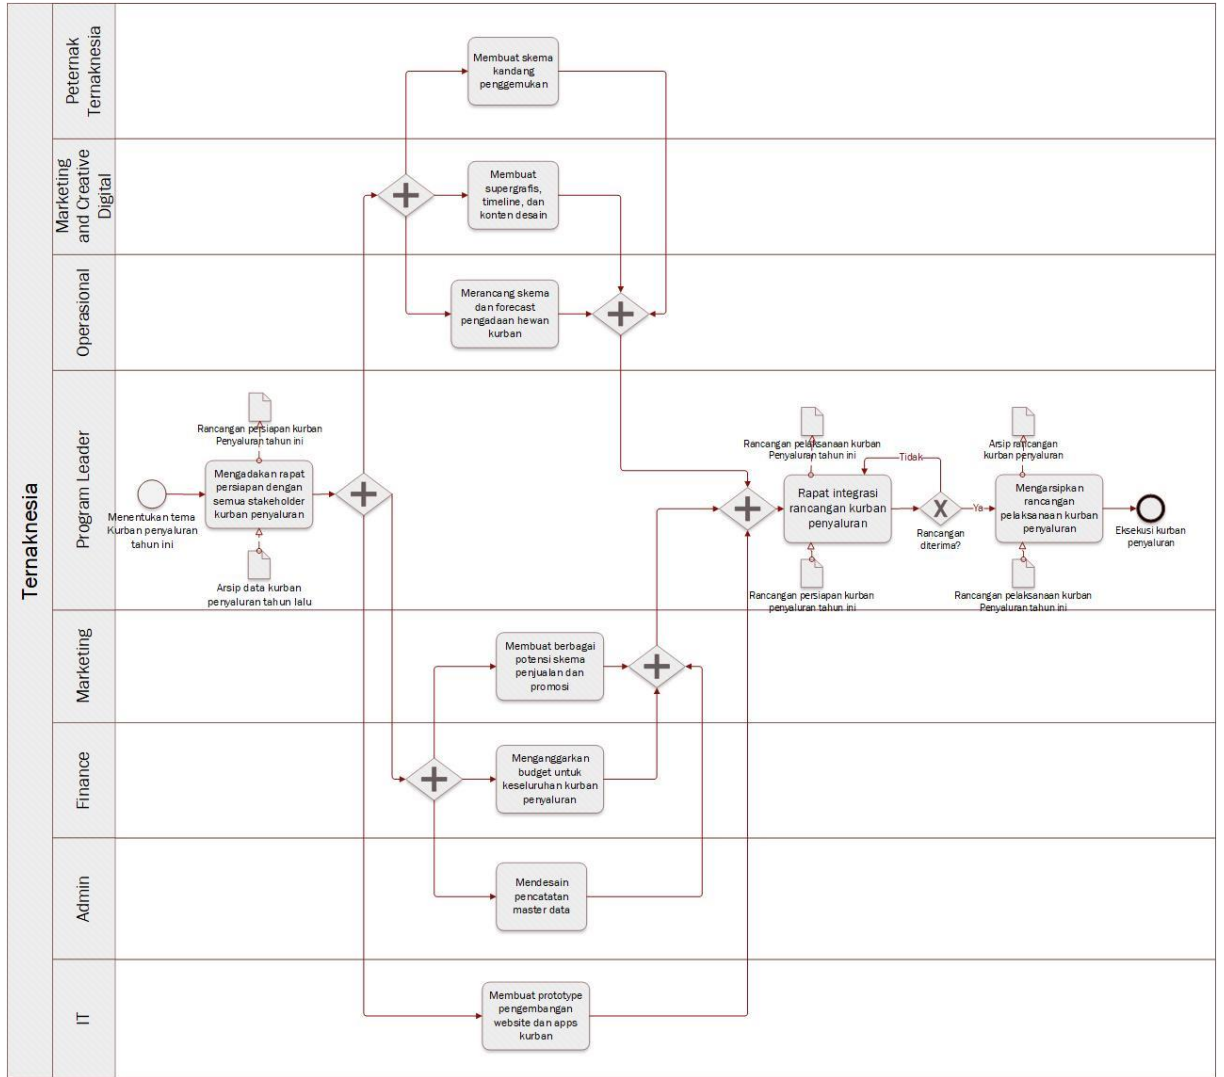 Ternaknesia
Peternak
Ternaknesia
Membuat skema
kandang
penggemukan
Marketing
and Creative
Digital
Membuat
supergrafis,
timeline, dan
konten desain
Operasional
Merancang skema
dan forecast
pengadaan hewan
kurban
Program Leader
Menentukan tema
Kurban penyaluran
tahun ini
Rancangan persiapan kurban
Penyaluran tahun ini
Mengadakan rapat
persiapan dengan
semua stakeholder
kurban penyaluran
Arsip data kurban
penyaluran tahun lalu
Rancangan pelaksanaan kurban
Penyaluran tahun ini
Rapat integrasi
rancangan kurban
penyaluran
Rancangan persiapan kurban
penyaluran tahun ini
Tidak
X
Rancangan
diterima?
Ya
Arsip rancangan
kurban penyaluran
Mengarsipkan
rancangan
pelaksanaan kurban
penyaluran
Rancangan pelaksanaan kurban
Penyaluran tahun ini
Eksekusi kurban
penyaluran
Marketing
Membuat berbagai
potensi skema
penjualan dan
promosi
Finance
Menganggarkan
budget untuk
keseluruhan kurban
penyaluran
Admin
Mendesain
pencatatan
master data
IT
Membuat prototype
pengembangan
website dan apps
kurban